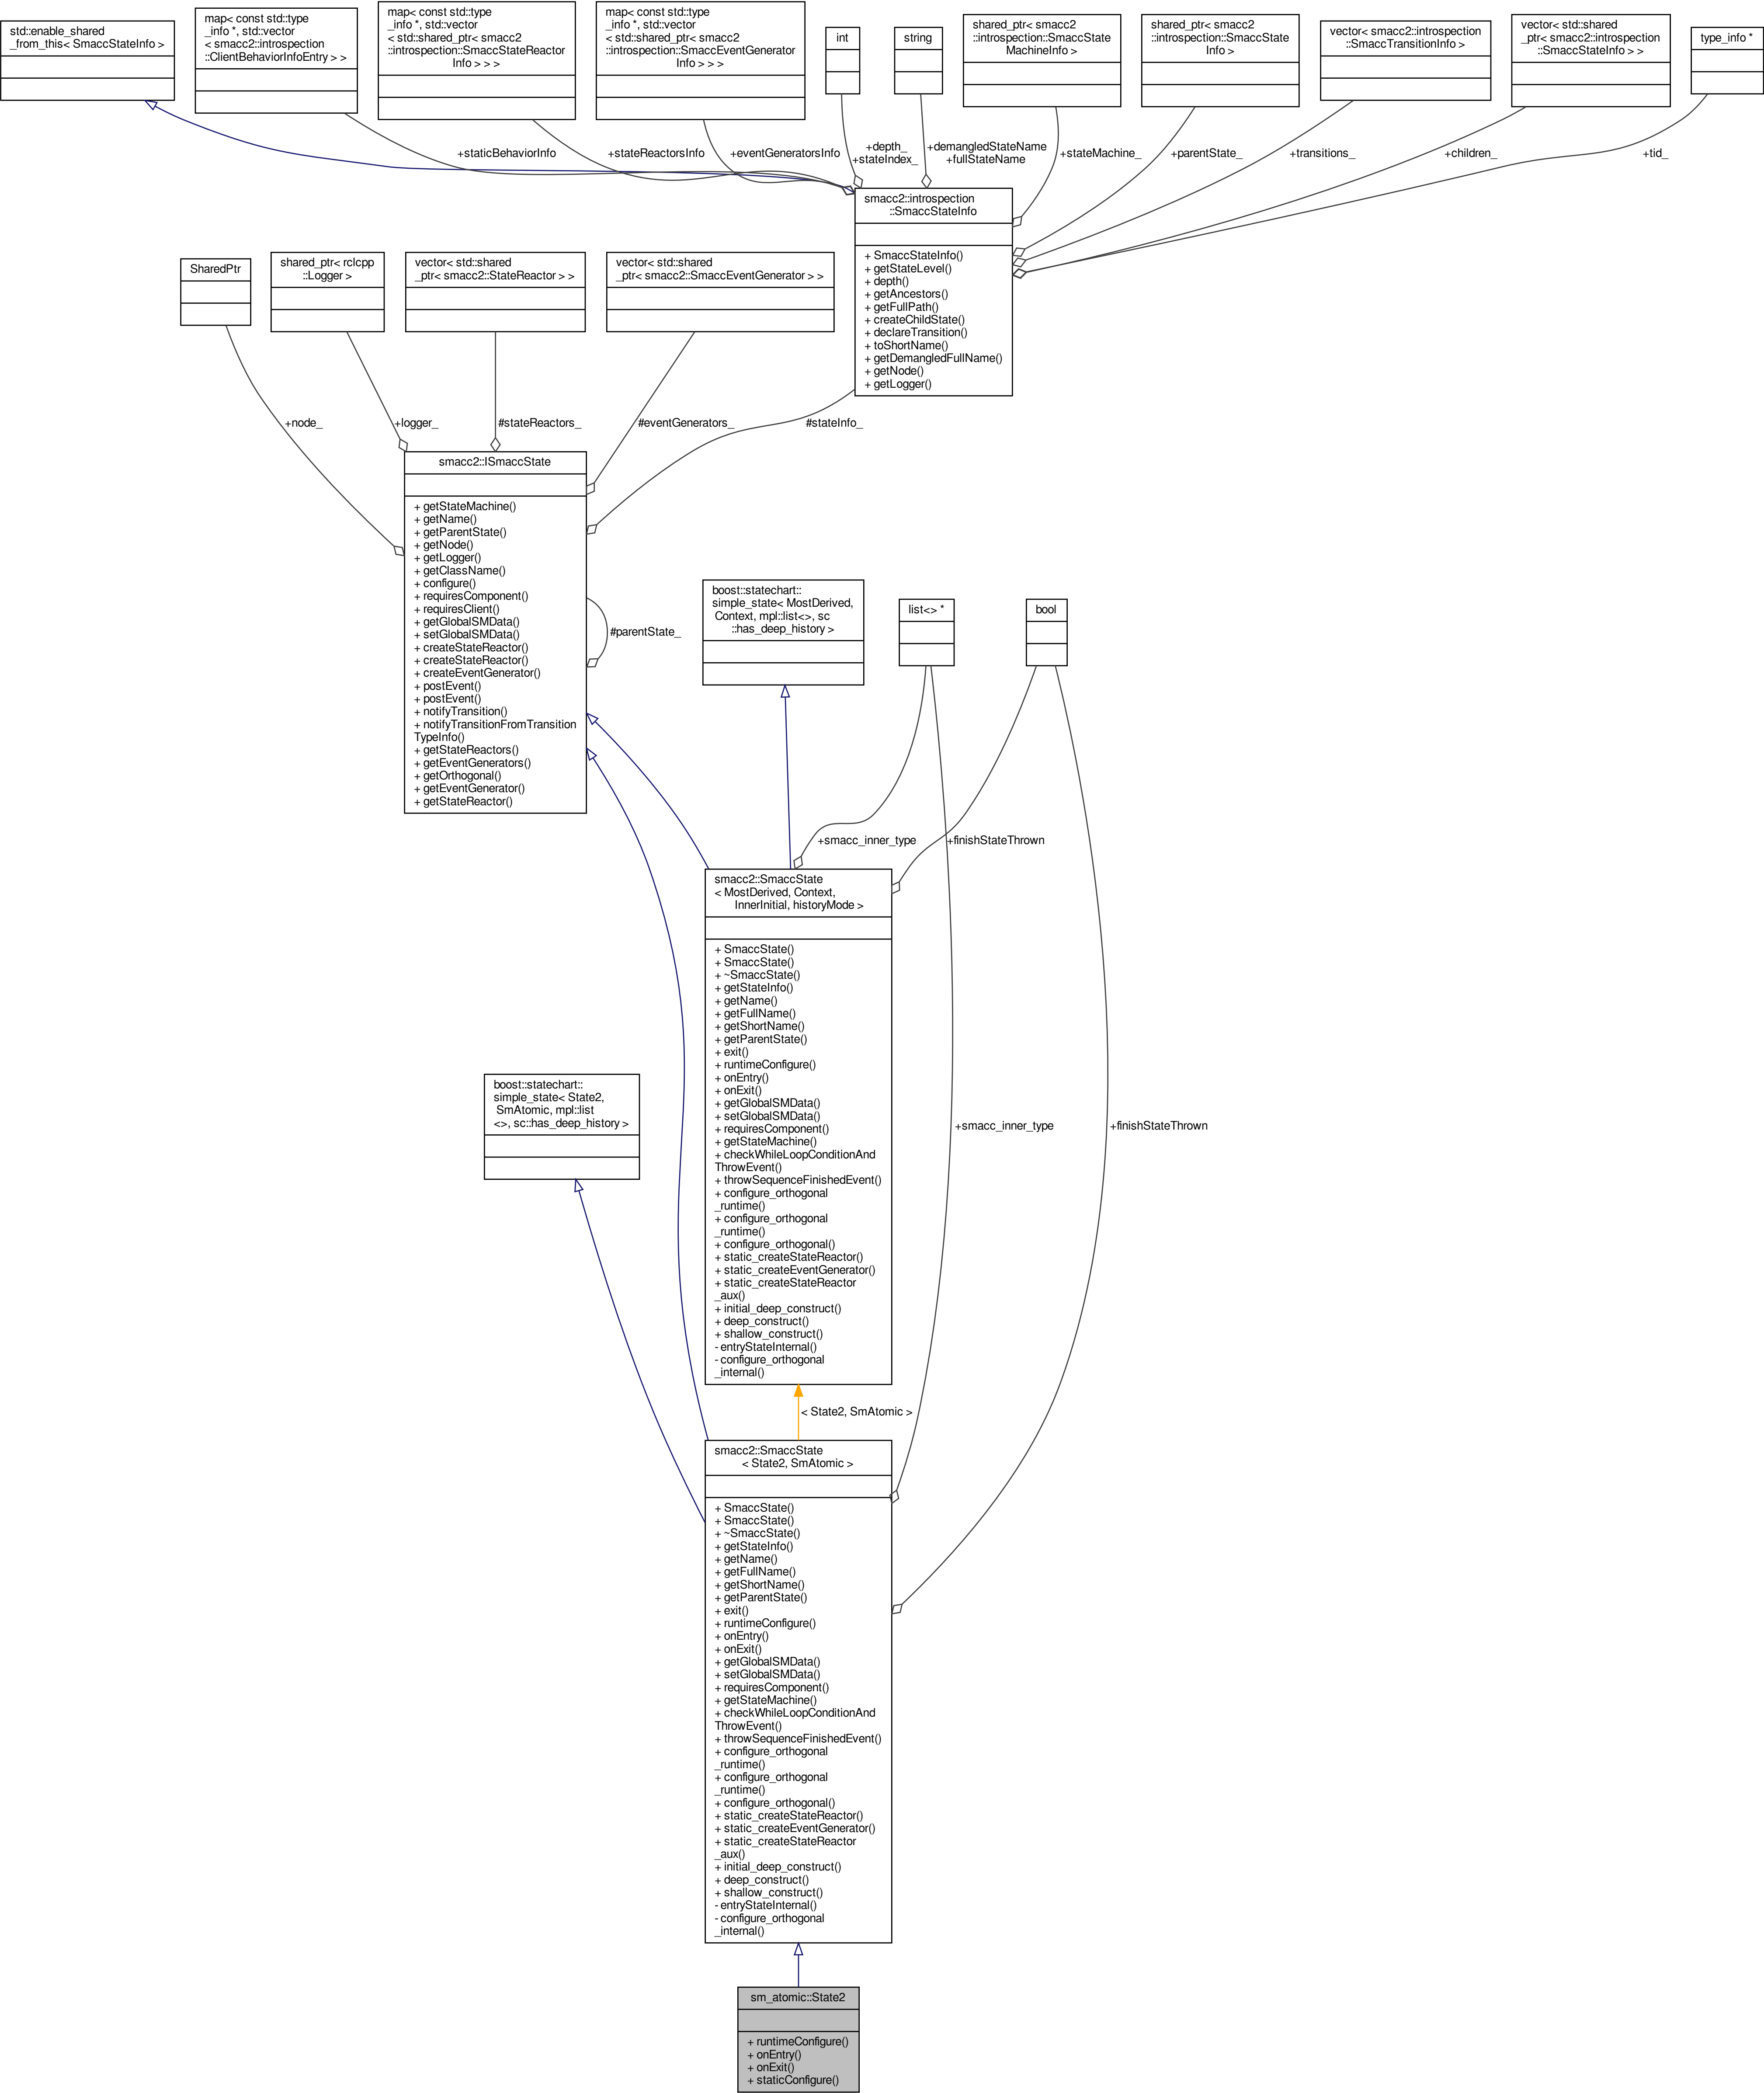 std::enable_shared
_from_this< SmaccStateInfo >
map< const std::type
_info *, std::vector
< smacc2::introspection
::ClientBehaviorInfoEntry > >
map< const std::type
_info *, std::vector
< std::shared_ptr< smacc2
::introspection::SmaccStateReactor
Info > > >
map< const std::type
_info *, std::vector
< std::shared_ptr< smacc2
::introspection::SmaccEventGenerator
Info > > >
int
string
shared_ptr< smacc2
::introspection::SmaccState
MachineInfo >
shared_ptr< smacc2
::introspection::SmaccState
Info >
vector< smacc2::introspection
::SmaccTransitionInfo >
vector< std::shared
_ptr< smacc2::introspection
::SmaccStateInfo > >
type_info *
+staticBehaviorInfo
+stateReactorsInfo
+eventGeneratorsInfo
+depth_
+stateIndex_
+demangledStateName
+fullStateName
+stateMachine_
+parentState_
+transitions_
+children_
+tid_
smacc2::introspection
::SmaccStateInfo
+ SmaccStateInfo()
+ getStateLevel()
+ depth()
+ getAncestors()
+ getFullPath()
+ createChildState()
+ declareTransition()
+ toShortName()
+ getDemangledFullName()
+ getNode()
+ getLogger()
SharedPtr
shared_ptr< rclcpp
::Logger >
vector< std::shared
_ptr< smacc2::StateReactor > >
vector< std::shared
_ptr< smacc2::SmaccEventGenerator > >
+node_
+logger_
#stateReactors_
#eventGenerators_
#stateInfo_
smacc2::ISmaccState
+ getStateMachine()
+ getName()
+ getParentState()
+ getNode()
+ getLogger()
+ getClassName()
+ configure()
+ requiresComponent()
+ requiresClient()
+ getGlobalSMData()
+ setGlobalSMData()
+ createStateReactor()
+ createStateReactor()
+ createEventGenerator()
+ postEvent()
+ postEvent()
+ notifyTransition()
+ notifyTransitionFromTransition
TypeInfo()
+ getStateReactors()
+ getEventGenerators()
+ getOrthogonal()
+ getEventGenerator()
+ getStateReactor()
#parentState_
boost::statechart::
simple_state< MostDerived,
Context, mpl::list<>, sc
::has_deep_history >
list<> *
bool
+smacc_inner_type
+finishStateThrown
smacc2::SmaccState
< MostDerived, Context,
InnerInitial, historyMode >
+ SmaccState()
+ SmaccState()
+ ~SmaccState()
+ getStateInfo()
+ getName()
+ getFullName()
+ getShortName()
+ getParentState()
+ exit()
+ runtimeConfigure()
+ onEntry()
+ onExit()
+ getGlobalSMData()
+ setGlobalSMData()
+ requiresComponent()
+ getStateMachine()
+ checkWhileLoopConditionAnd
ThrowEvent()
+ throwSequenceFinishedEvent()
+ configure_orthogonal
_runtime()
+ configure_orthogonal
_runtime()
+ configure_orthogonal()
+ static_createStateReactor()
+ static_createEventGenerator()
+ static_createStateReactor
_aux()
+ initial_deep_construct()
+ deep_construct()
+ shallow_construct()
- entryStateInternal()
- configure_orthogonal
_internal()
boost::statechart::
simple_state< State2,
SmAtomic, mpl::list
<>, sc::has_deep_history >
+smacc_inner_type
+finishStateThrown
< State2, SmAtomic >
smacc2::SmaccState
< State2, SmAtomic >
+ SmaccState()
+ SmaccState()
+ ~SmaccState()
+ getStateInfo()
+ getName()
+ getFullName()
+ getShortName()
+ getParentState()
+ exit()
+ runtimeConfigure()
+ onEntry()
+ onExit()
+ getGlobalSMData()
+ setGlobalSMData()
+ requiresComponent()
+ getStateMachine()
+ checkWhileLoopConditionAnd
ThrowEvent()
+ throwSequenceFinishedEvent()
+ configure_orthogonal
_runtime()
+ configure_orthogonal
_runtime()
+ configure_orthogonal()
+ static_createStateReactor()
+ static_createEventGenerator()
+ static_createStateReactor
_aux()
+ initial_deep_construct()
+ deep_construct()
+ shallow_construct()
- entryStateInternal()
- configure_orthogonal
_internal()
sm_atomic::State2
+ runtimeConfigure()
+ onEntry()
+ onExit()
+ staticConfigure()